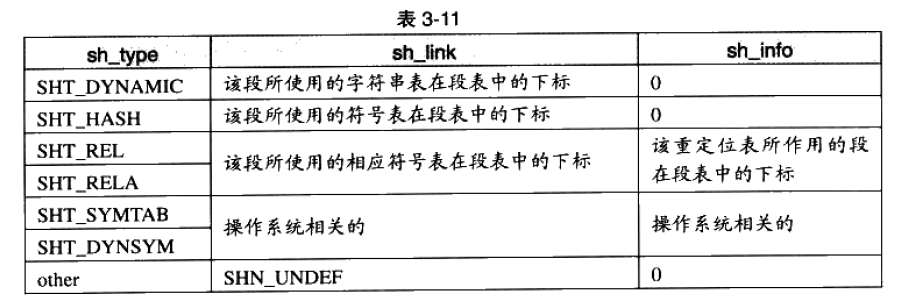 表 3-11
sh_type sh_link sh_info
SHT_DYNAMIC 该段所使用的字符串表在段表中的下标 0
SHT_HASH 该段所使用的符号表在段表中的下标 0
SHT_REL
SHT_RELA
该段所使用的相应符号表在段表中的下标
该重定位表所作用的段
在段表中的下标
SHT_SYMTAB
SHT_DYNSYM
操作系统相关的
操作系统相关的
other SHN_UNDEF 0